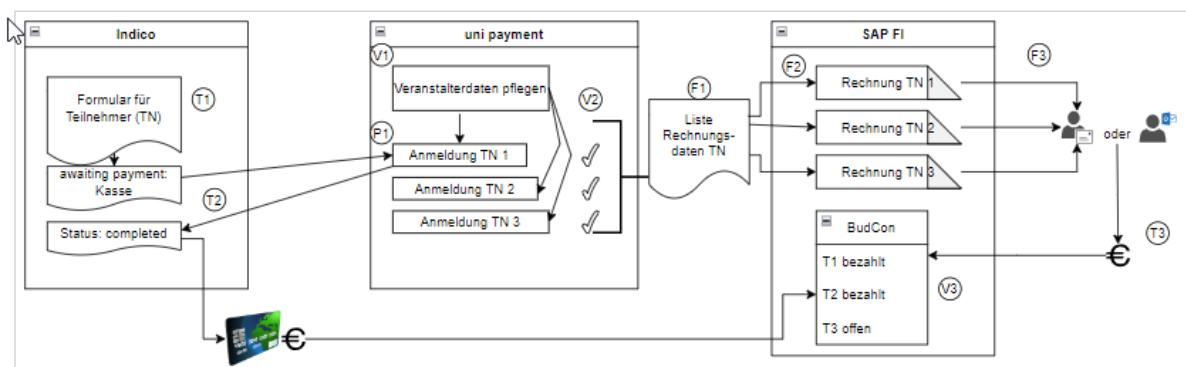 Indico
Formular für
Teilnehmer (TN)
T1
awaiting payment:
Kasse
T2
Status: completed
uni payment
V1
Veranstalterdaten pflegen
V2
P1
Anmeldung TN 1
Anmeldung TN 2
Anmeldung TN 3
F1
Liste
Rechnungs-
daten TN
SAP FI
F2
Rechnung TN 1
Rechnung TN 2
Rechnung TN 3
F3
oder
BudCon
T1 bezahlt
T2 bezahlt
T3 offen
V3
T3
€
€